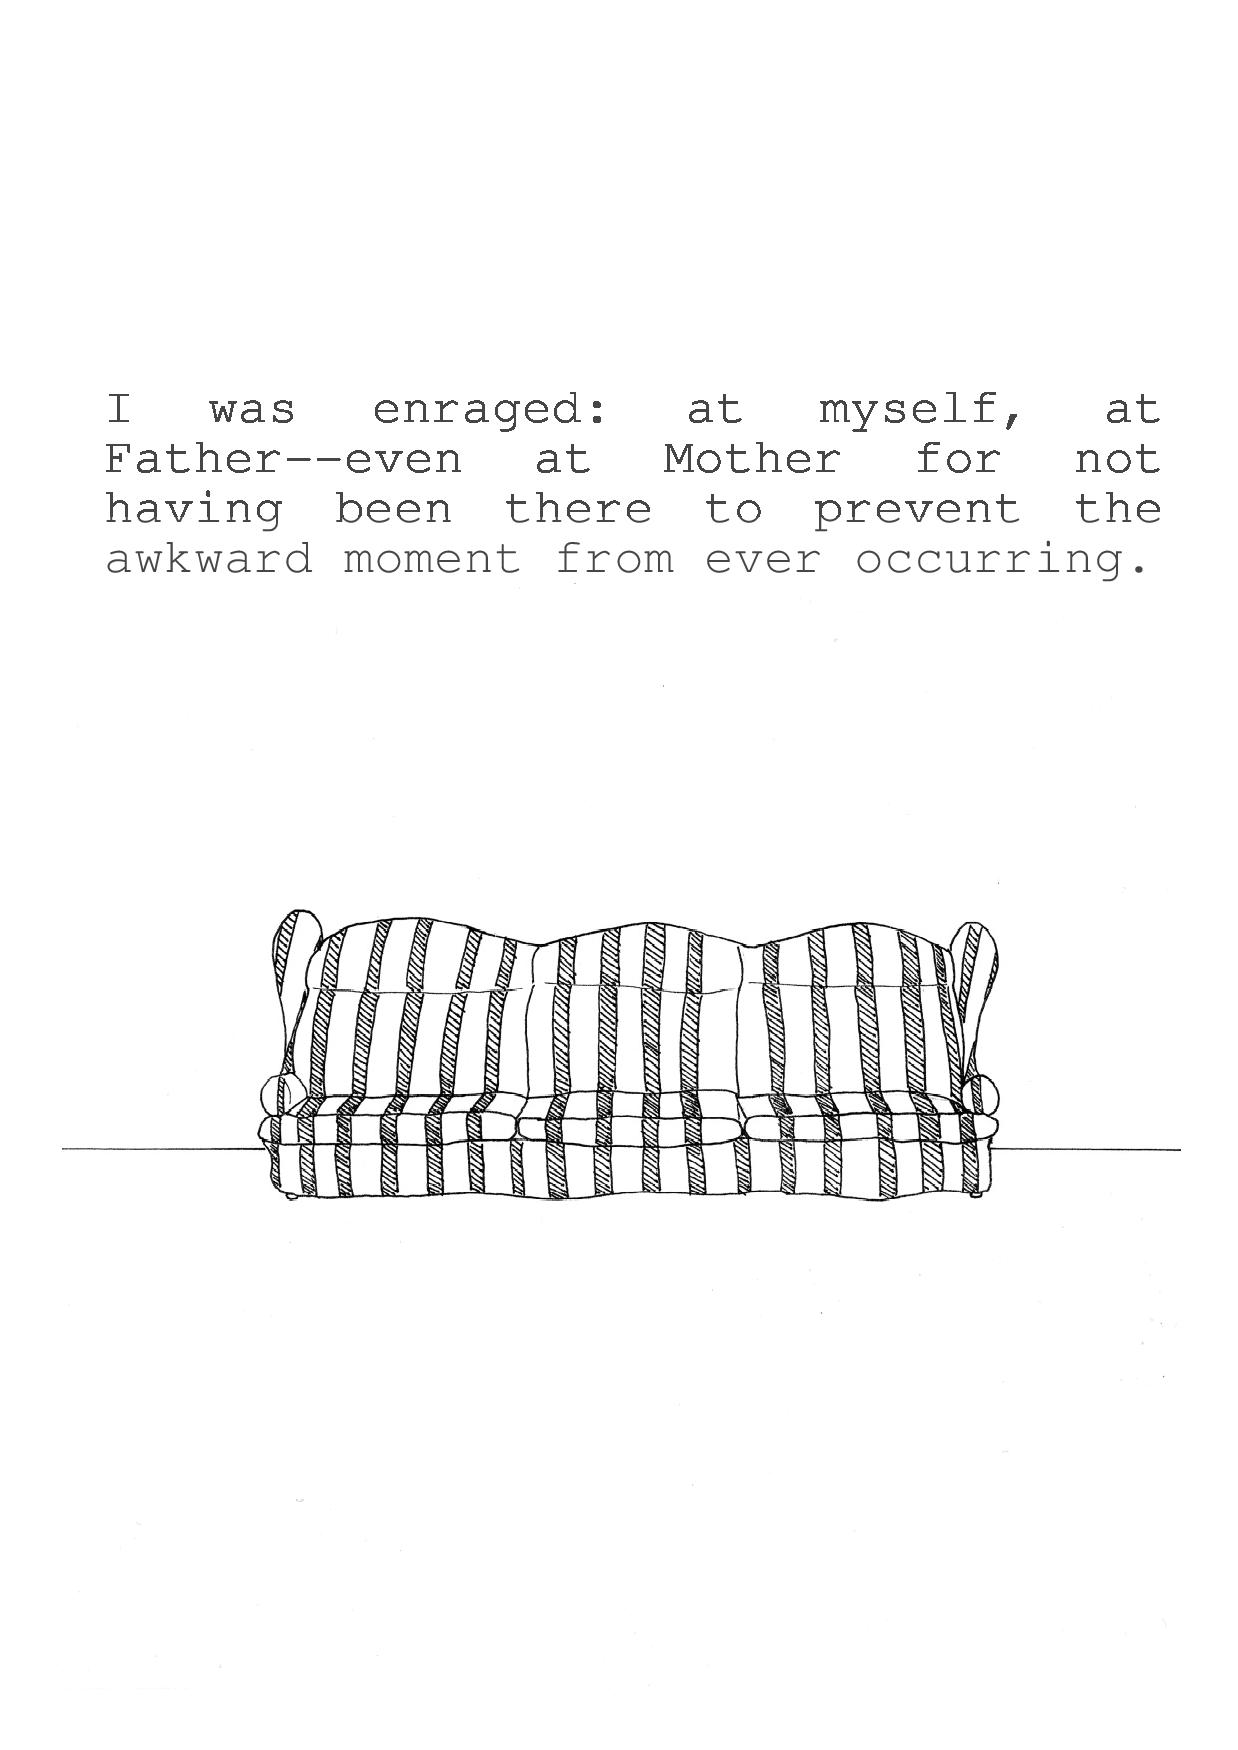 I was enraged: at myself, at
Father--even at Mother for not
having been there to prevent the
awkward moment from ever occurring.